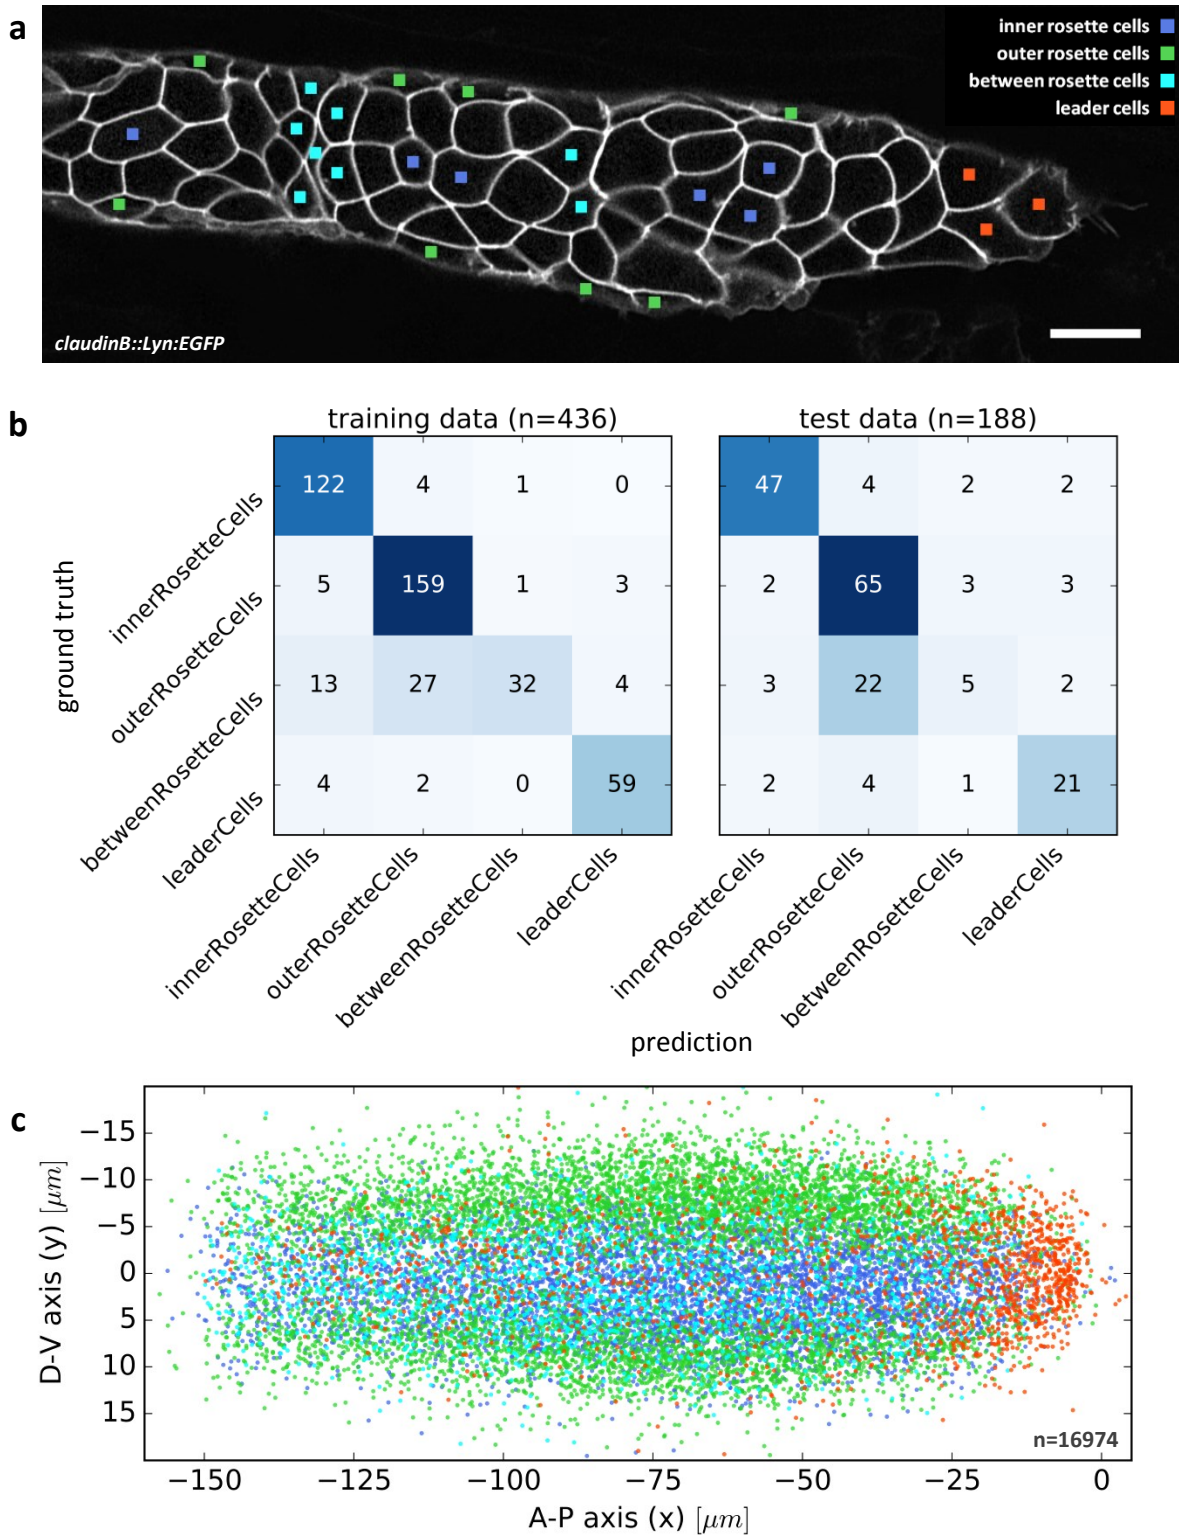 a
inner rosette cells
outer rosette cells
between rosette cells
leader cells
claudinB::Lyn:EGFP
b
training data (n=436)
test data (n=188)
ground truth
innerRosetteCells
outerRosetteCells
betweenRosetteCells
leaderCells
122 4 1 0
5 159 1 3
13 27 32 4
4 2 0 59
47 4 2 2
2 65 3 3
3 22 5 2
2 4 1 21
innerRosetteCells
outerRosetteCells
betweenRosetteCells
leaderCells
innerRosetteCells
outerRosetteCells
betweenRosetteCells
leaderCells
prediction
c
D-V axis (y) [μm]
−15
−10
−5
0
5
10
15
n=16974
−150 −125 −100 −75 −50 −25 0
A-P axis (x) [μm]